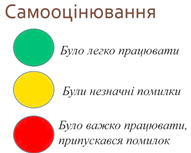 Самооцінювання
Було легко працювати
Були незначні помилки
Було важко працювати,
припускався помилок